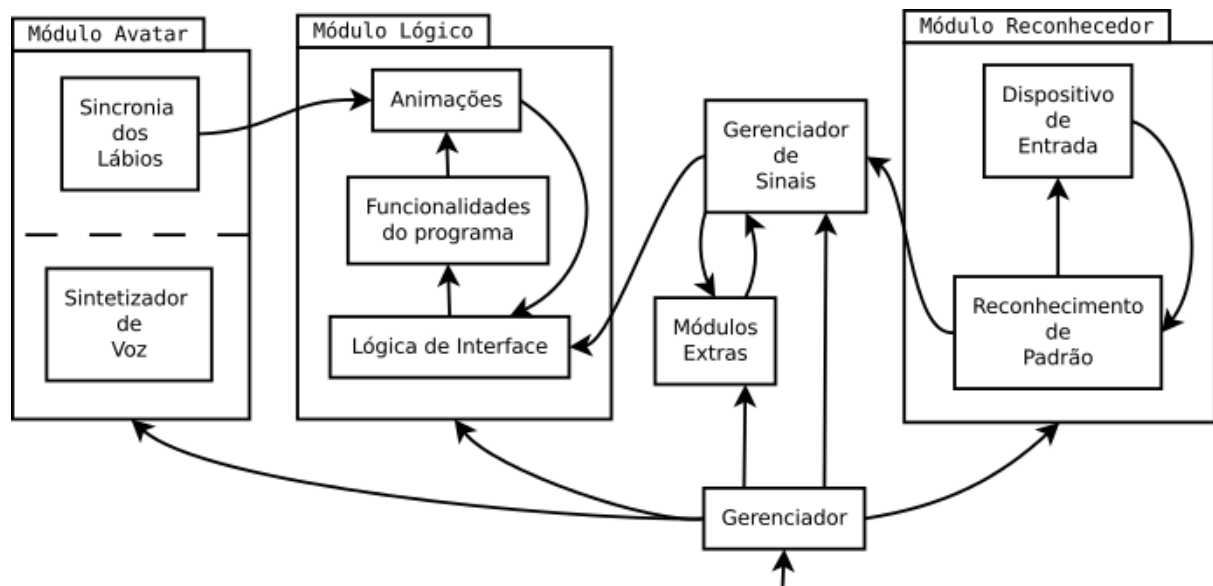 Módulo Avatar
Sincronia
dos
Lábios
Sintetizador
de
Voz
Módulo Lógico
Animações
Funcionalidades
do programa
Lógica de Interface
Gerenciador
de
Sinais
Módulos
Extras
Gerenciador
Módulo Reconhecedor
Dispositivo
de
Entrada
Reconhecimento
de
Padrão